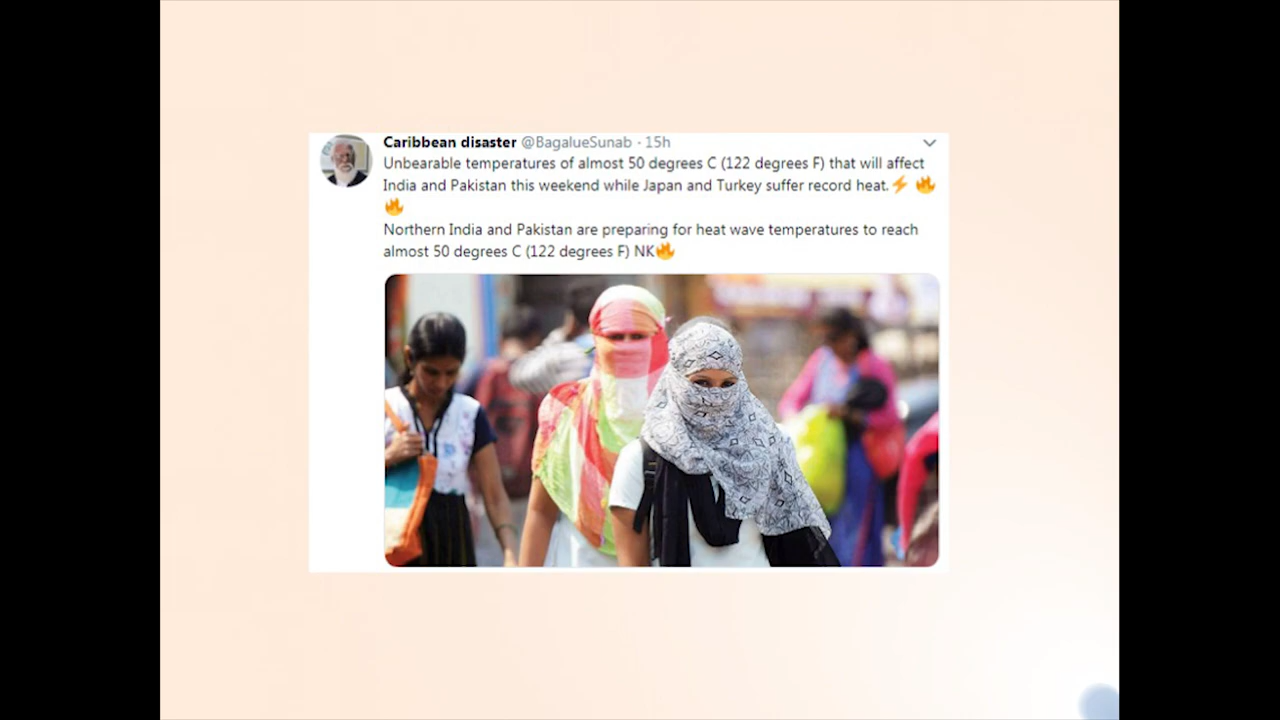 Caribbean disaster @BagalueSunab · 15h
Unbearable temperatures of almost 50 degrees C (122 degrees F) that will affect
India and Pakistan this weekend while Japan and Turkey suffer record heat.⚡ 🔥
🔥
Northern India and Pakistan are preparing for heat wave temperatures to reach
almost 50 degrees C (122 degrees F) NK🔥